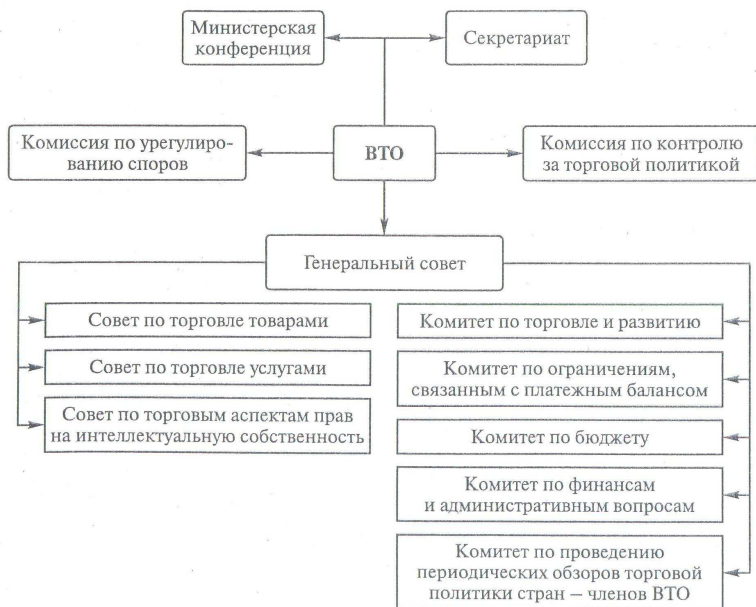 Министерская
конференция
Секретариат
Комиссия по урегулиро-
ванию споров
ВТО
Комиссия по контролю
за торговой политикой
Генеральный совет
Совет по торговле товарами
Совет по торговле услугами
Совет по торговым аспектам прав
на интеллектуальную собственность
Комитет по торговле и развитию
Комитет по ограничениям,
связанным с платежным балансом
Комитет по бюджету
Комитет по финансам
и административным вопросам
Комитет по проведению
периодических обзоров торговой
политики стран — членов ВТО